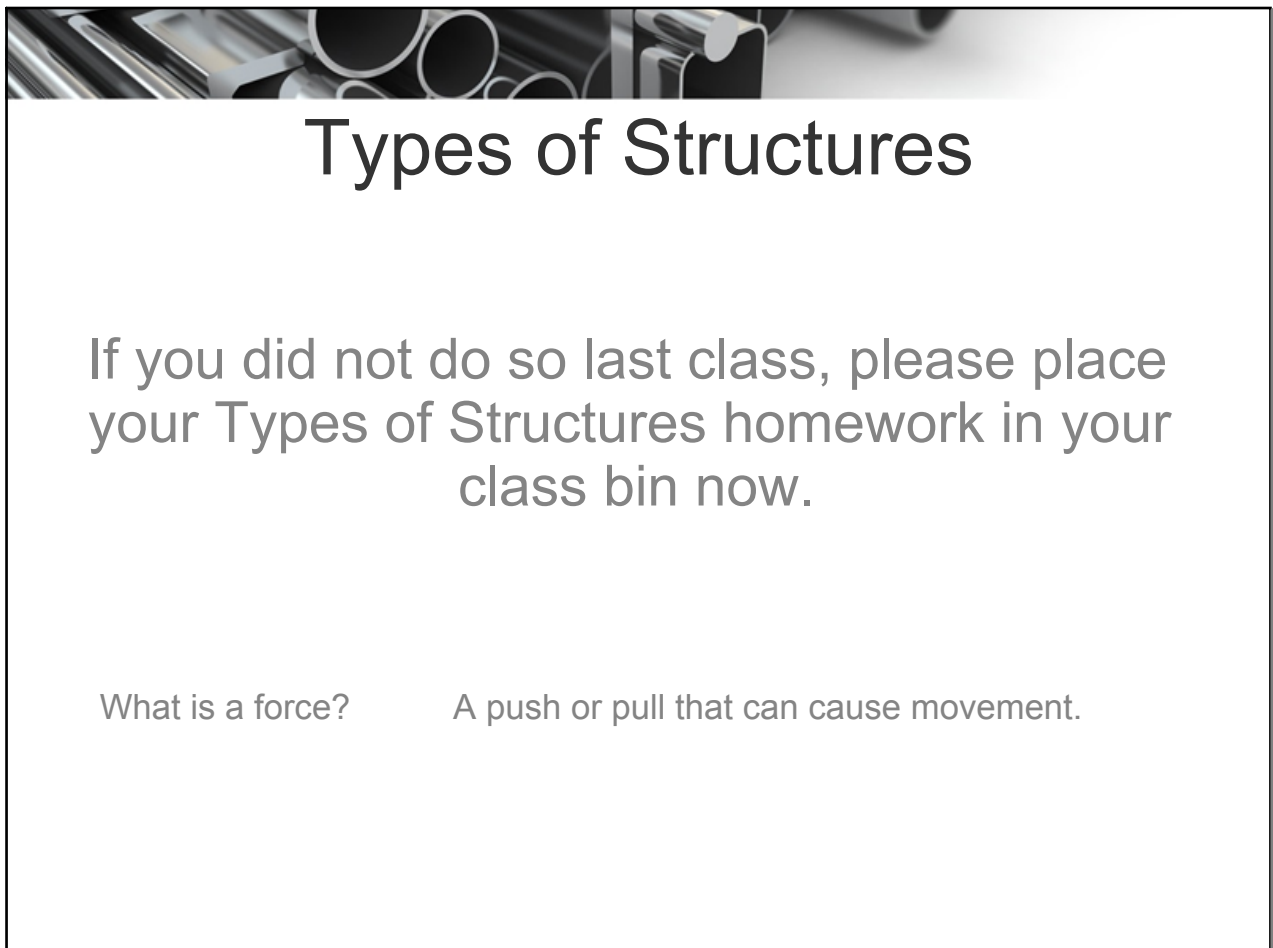 Types of Structures
If you did not do so last class, please place
your Types of Structures homework in your
class bin now.
What is a force? A push or pull that can cause movement.